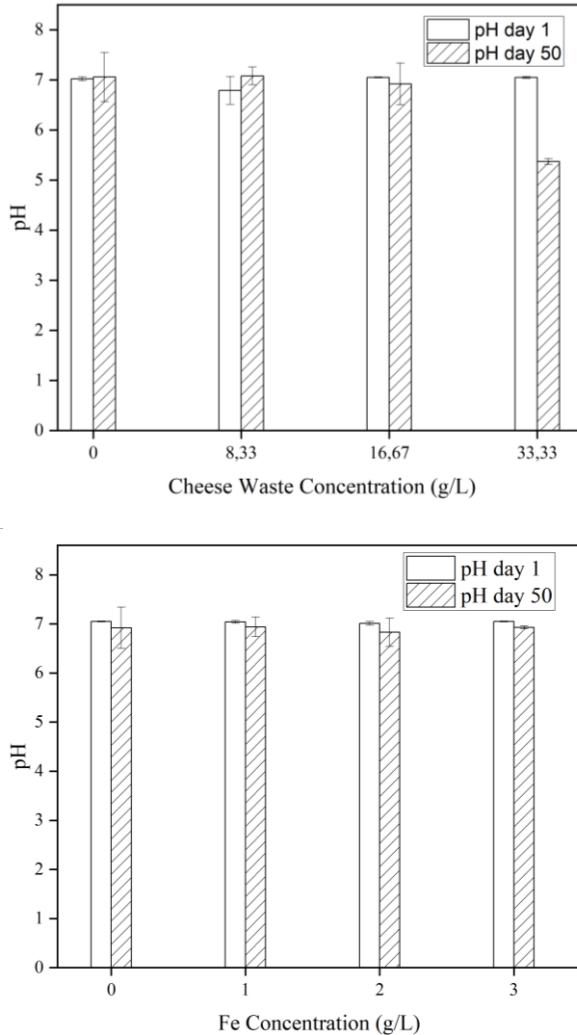 8
7
6
5
4
3
2
1
0
pH
pH day 1
pH day 50
0 8,33 16,67 33,33
Cheese Waste Concentration (g/L)
8
7
6
5
4
3
2
1
0
pH
pH day 1
pH day 50
0 1 2 3
Fe Concentration (g/L)